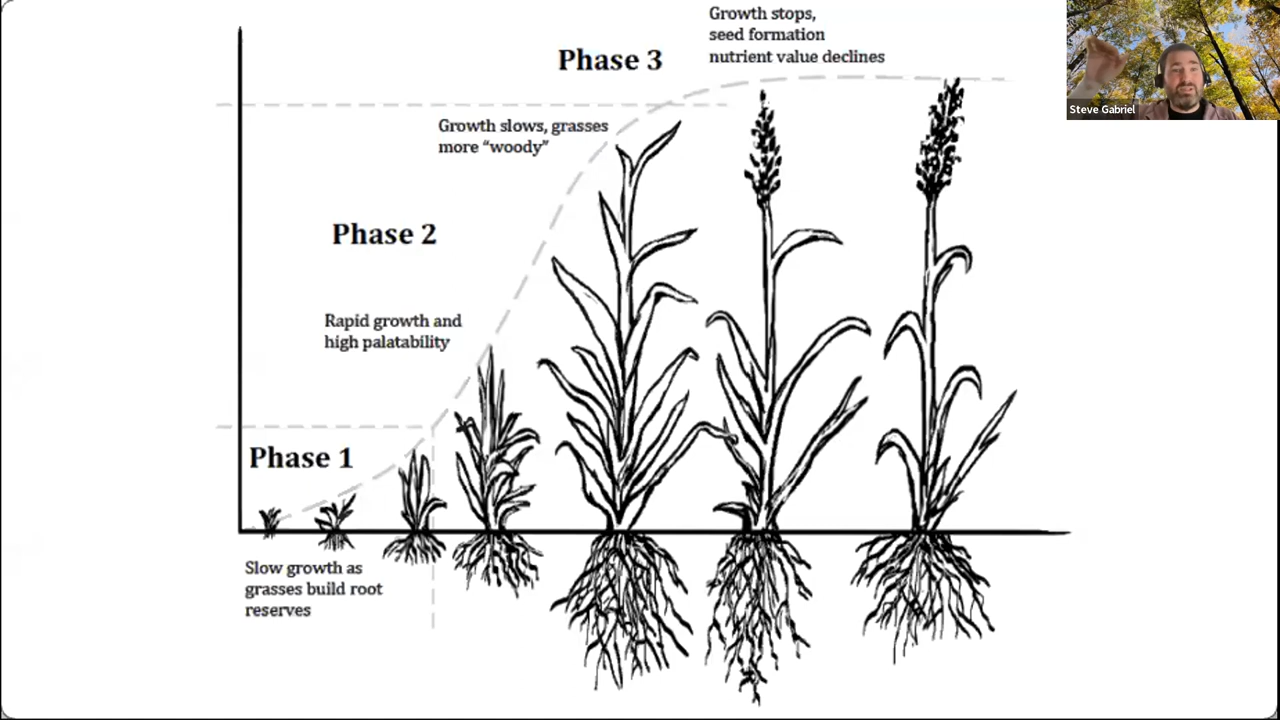 Growth stops,
seed formation
nutrient value declines
Phase 3
Growth slows, grasses
more “woody”
Phase 2
Rapid growth and
high palatability
Phase 1
Slow growth as
grasses build root
reserves
Steve Gabriel